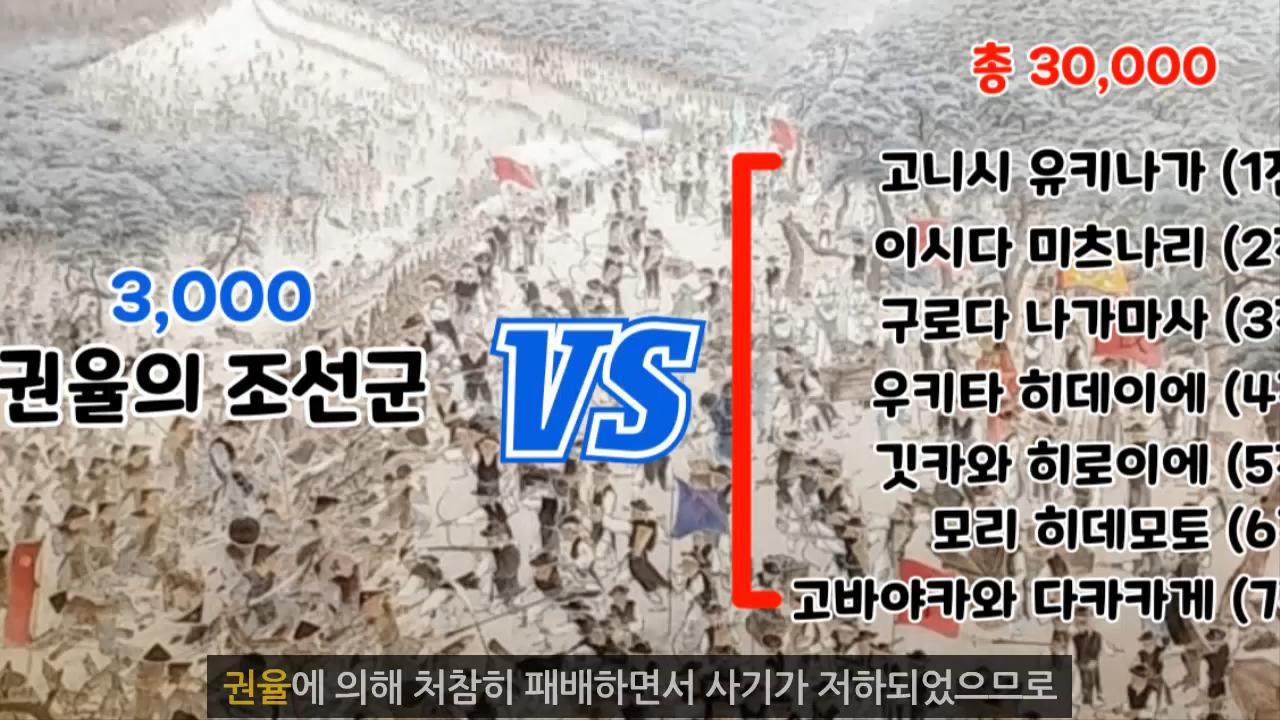 총 30,000
고니시 유키나가 (1진
이시다 미츠나리 (2
구로다 나가마사 (3
우키타 히데이에 (4
깃카와 히로이에 (5
모리 히데모토 (6
고바야카와 다카카게 (7
3,000
권율의 조선군
VS
권율에 의해 처참히 패배하면서 사기가 저하되었으므로